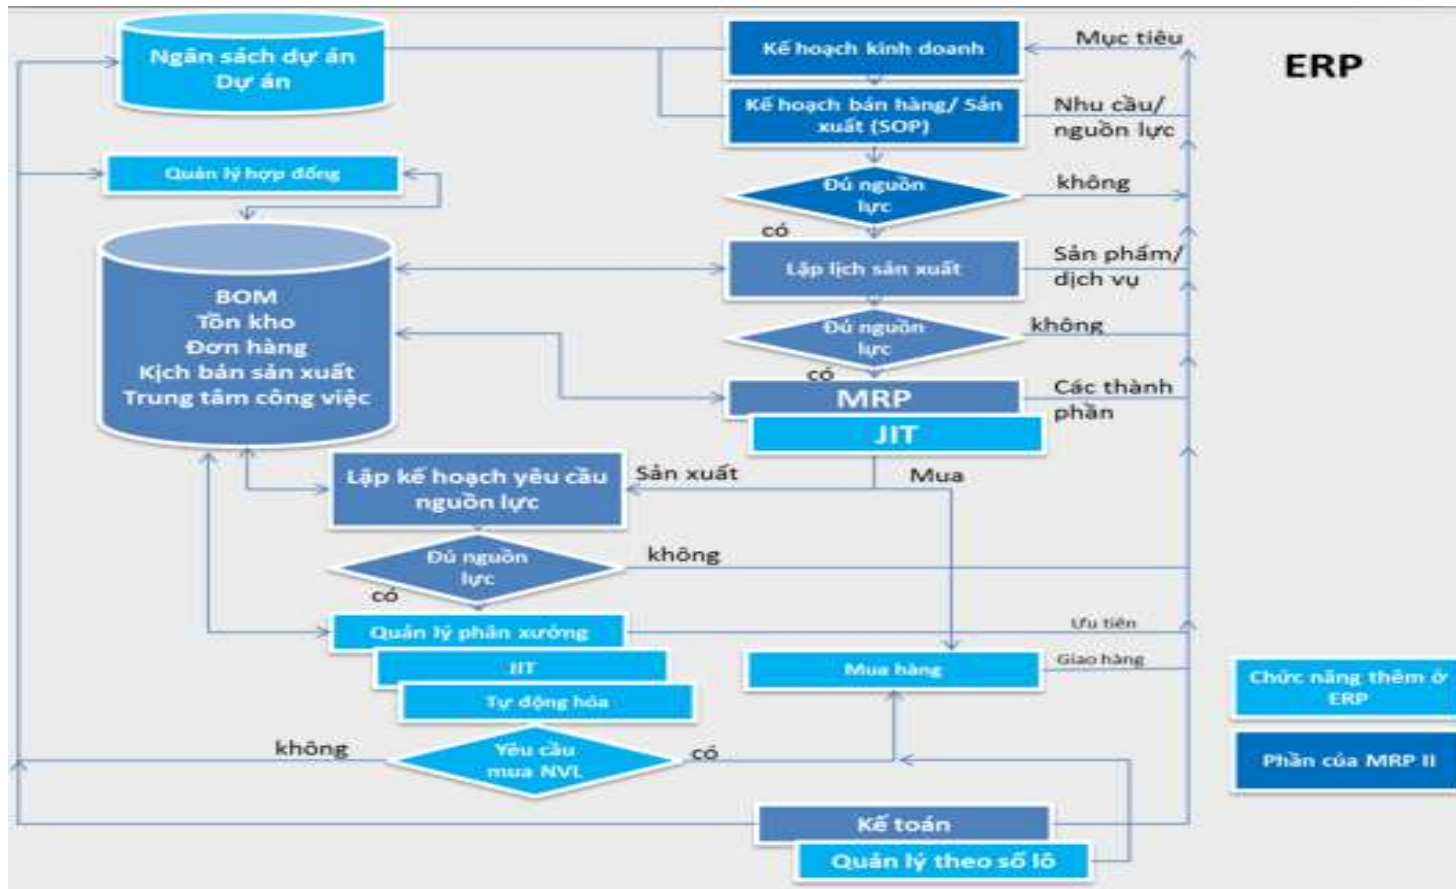 Ngân sách dự án
Dự án
Kế hoạch kinh doanh
Mục tiêu
ERP
Kế hoạch bán hàng/ Sản
xuất (SOP)
Nhu cầu/
nguồn lực
Quản lý hợp đồng
Đủ nguồn
lực
không
có
Lập lịch sản xuất
Sản phẩm/
dịch vụ
BOM
Tồn kho
Đơn hàng
Kịch bản sản xuất
Trung tâm công việc
Đủ nguồn
lực
không
có
MRP
Các thành
phần
JIT
Lập kế hoạch yêu cầu
nguồn lực
Sản xuất
Mua
Đủ nguồn
lực
không
có
Quản lý phân xưởng
Ưu tiên
JIT
Mua hàng
Giao hàng
Tự động hóa
Chức năng thêm ở
ERP
không
Yêu cầu
mua NVL
có
Phần của MRP II
Kế toán
Quản lý theo số lô